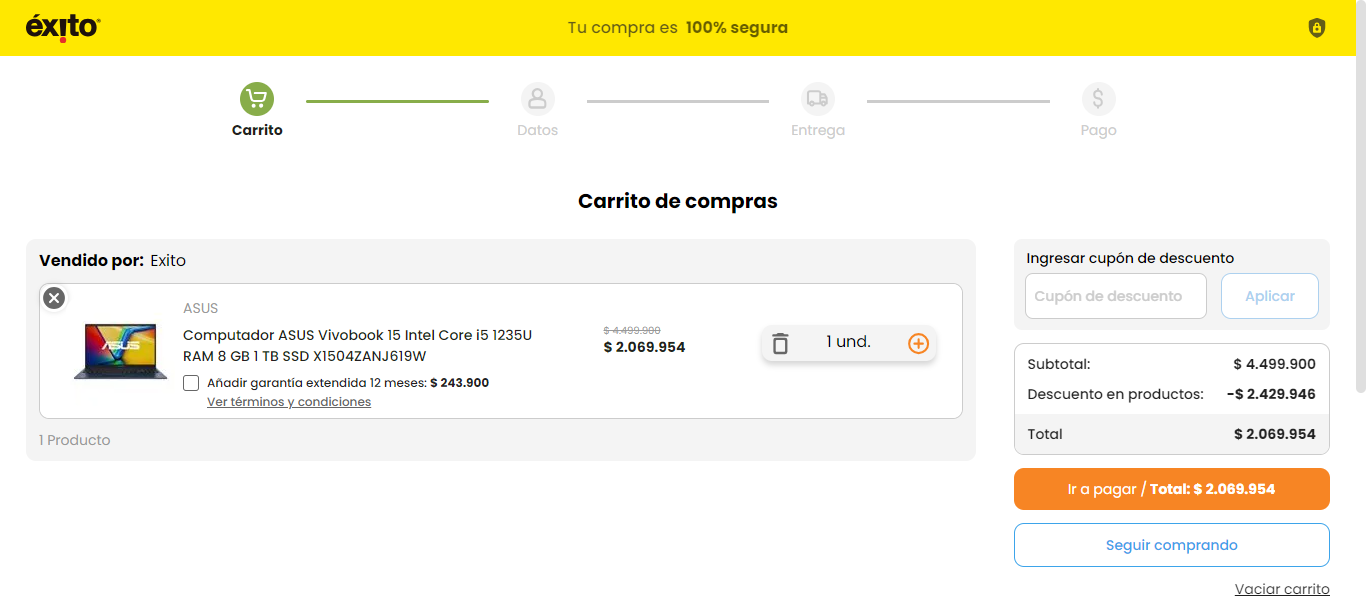 éxito
Tu compra es 100% segura
Carrito
Datos
Entrega
Pago
Carrito de compras
Vendido por: Exito
ASUS
Computador ASUS Vivobook 15 Intel Core i5 1235U
RAM 8 GB 1 TB SSD X1504ZANJ619W
Añadir garantía extendida 12 meses: $ 243.900
Ver términos y condiciones
ASUS
$ 4.499.900
$ 2.069.954
1 und.
1 Producto
Ingresar cupón de descuento
Cupón de descuento
Aplicar
Subtotal: $ 4.499.900
Descuento en productos: -$ 2.429.946
Total $ 2.069.954
Ir a pagar / Total: $ 2.069.954
Seguir comprando
Vaciar carrito